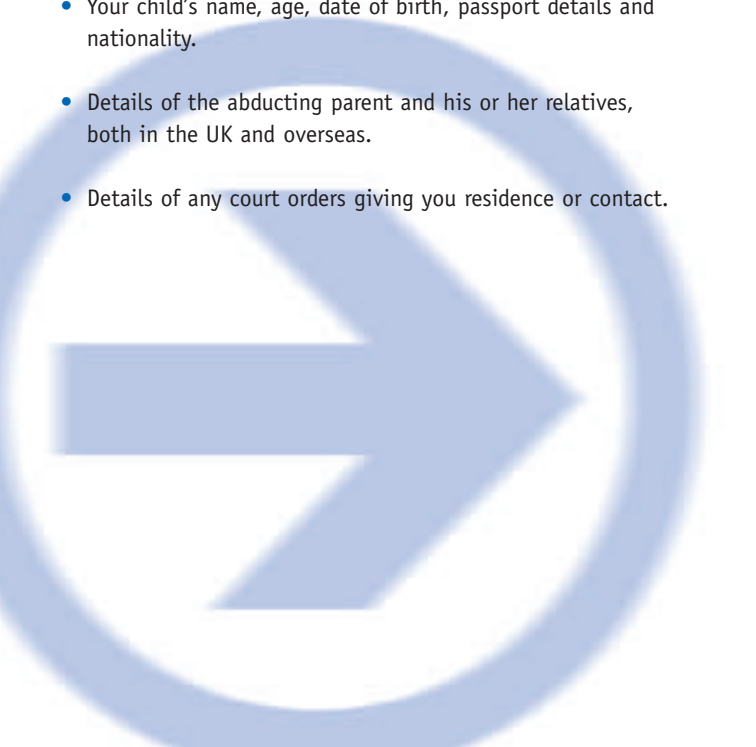 • Your child's name, age, date of birth, passport details and
nationality.
• Details of the abducting parent and his or her relatives,
both in the UK and overseas.
• Details of any court orders giving you residence or contact.